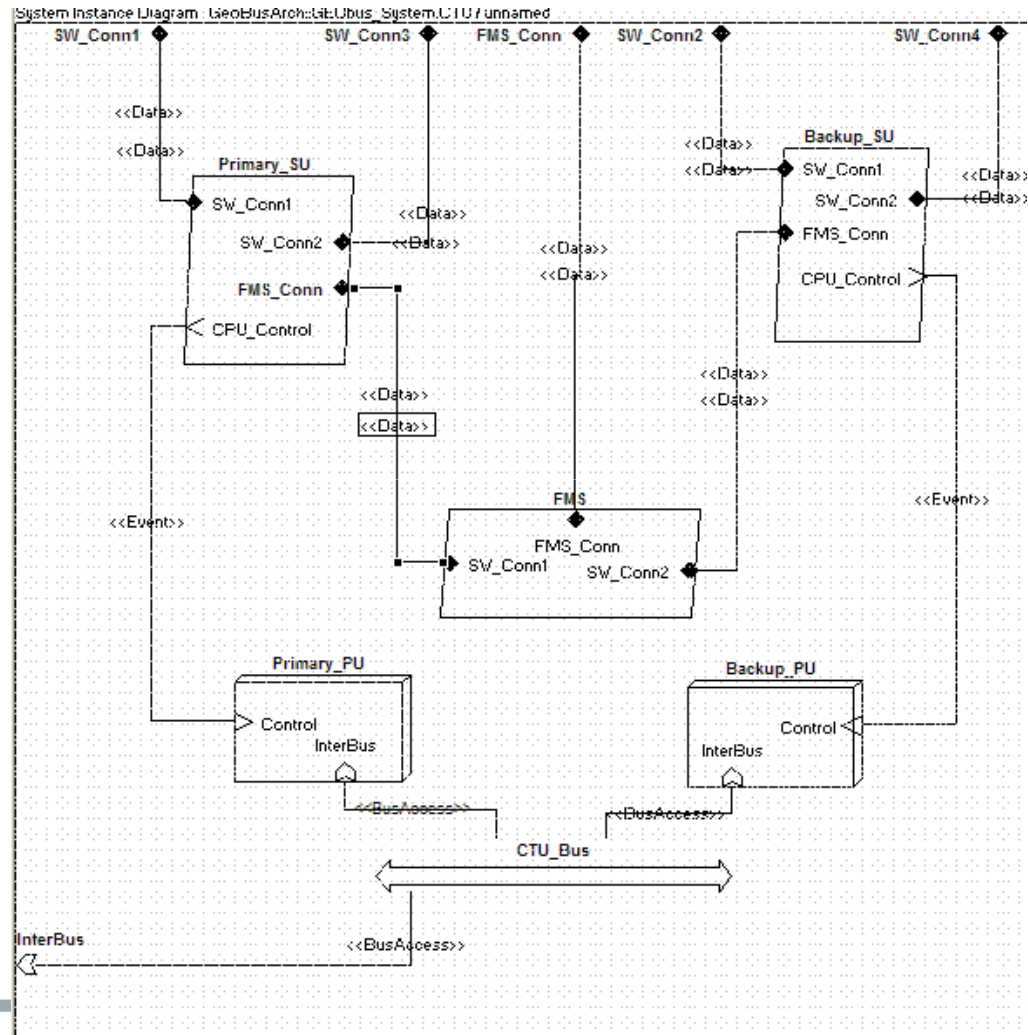 System Instance Diagram : GeoBusArch::GEObus_System.CTU / unnamed
SW_Conn1
SW_Conn3
FMS_Conn
SW_Conn2
SW_Conn4
<<Data>>
<<Data>>
Primary_SU
SW_Conn1
SW_Conn2
FMS_Conn
CPU_Control
<<Data>>
<<Data>>
<<Data>>
<<Data>>
<<Data>>
<<Data>>
Backup_SU
SW_Conn1
SW_Conn2
FMS_Conn
CPU_Control
<<Data>>
<<Data>>
<<Data>>
<<Data>>
<<Data>>
<<Data>>
<<Event>>
<<Event>>
FMS
FMS_Conn
SW_Conn1
SW_Conn2
Primary_PU
Control
InterBus
Backup_PU
Control
InterBus
<<BusAccess>>
<<BusAccess>>
CTU_Bus
InterBus
<<BusAccess>>